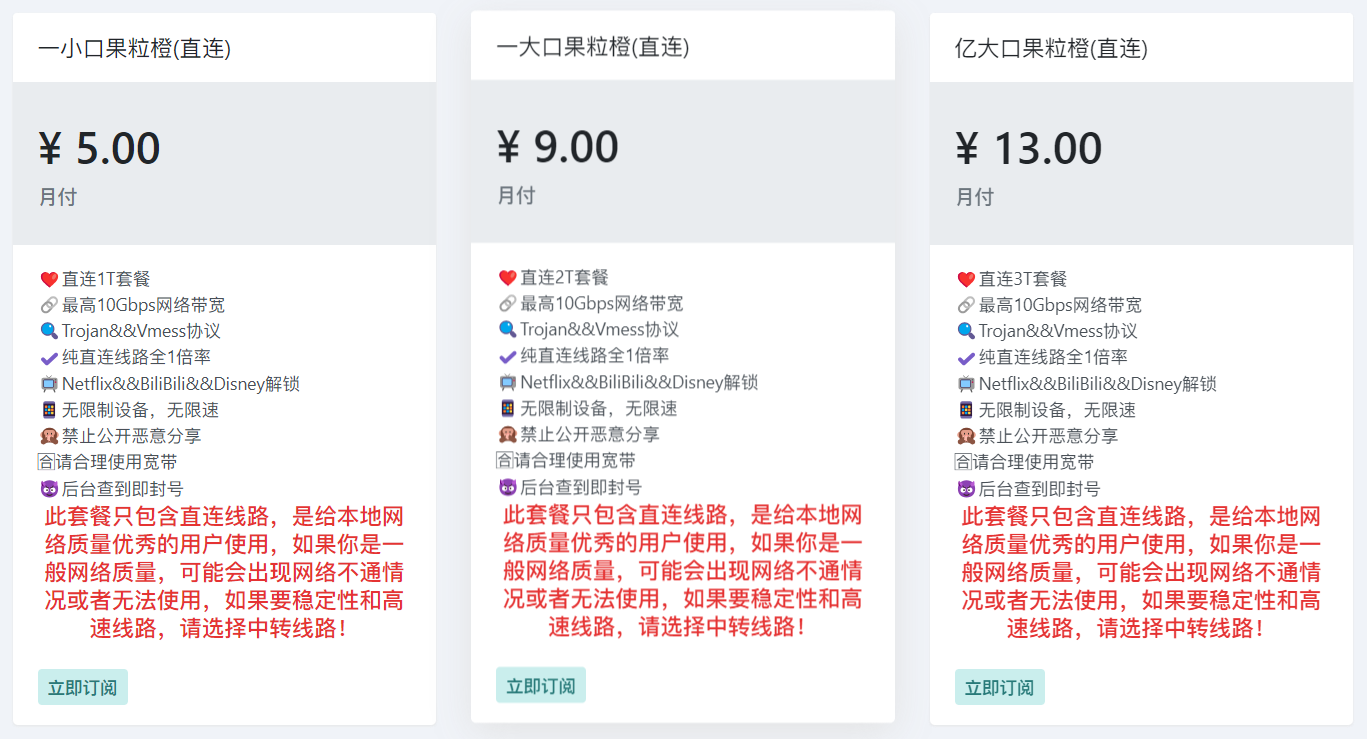 一小口果粒橙(直连)
¥ 5.00
月付
直连1T套餐
最高10Gbps网络带宽
Trojan&&Vmess协议
纯直连线路全1倍率
Netflix&&BiliBili&&Disney解锁
无限制设备，无限速
禁止公开恶意分享
🈴请合理使用宽带
后台查到即封号
此套餐只包含直连线路，是给本地网
络质量优秀的用户使用，如果你是一
般网络质量，可能会出现网络不通情
况或者无法使用，如果要稳定性和高
速线路，请选择中转线路！
立即订阅
一大口果粒橙(直连)
¥ 9.00
月付
直连2T套餐
最高10Gbps网络带宽
Trojan&&Vmess协议
纯直连线路全1倍率
Netflix&&BiliBili&&Disney解锁
无限制设备，无限速
禁止公开恶意分享
🈴请合理使用宽带
后台查到即封号
此套餐只包含直连线路，是给本地网
络质量优秀的用户使用，如果你是一
般网络质量，可能会出现网络不通情
况或者无法使用，如果要稳定性和高
速线路，请选择中转线路！
立即订阅
亿大口果粒橙(直连)
¥ 13.00
月付
直连3T套餐
最高10Gbps网络带宽
Trojan&&Vmess协议
纯直连线路全1倍率
Netflix&&BiliBili&&Disney解锁
无限制设备，无限速
禁止公开恶意分享
🈴请合理使用宽带
后台查到即封号
此套餐只包含直连线路，是给本地网
络质量优秀的用户使用，如果你是一
般网络质量，可能会出现网络不通情
况或者无法使用，如果要稳定性和高
速线路，请选择中转线路！
立即订阅